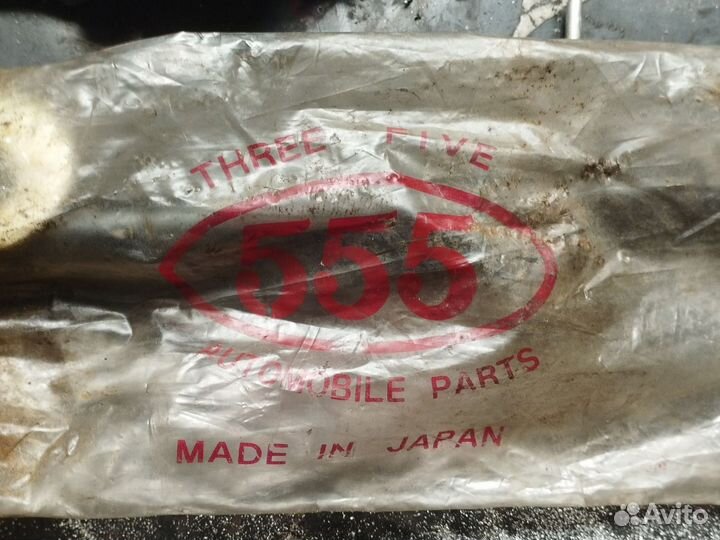 THREE FIVE
555
AUTOMOBILE PARTS
MADE IN JAPAN
Avito